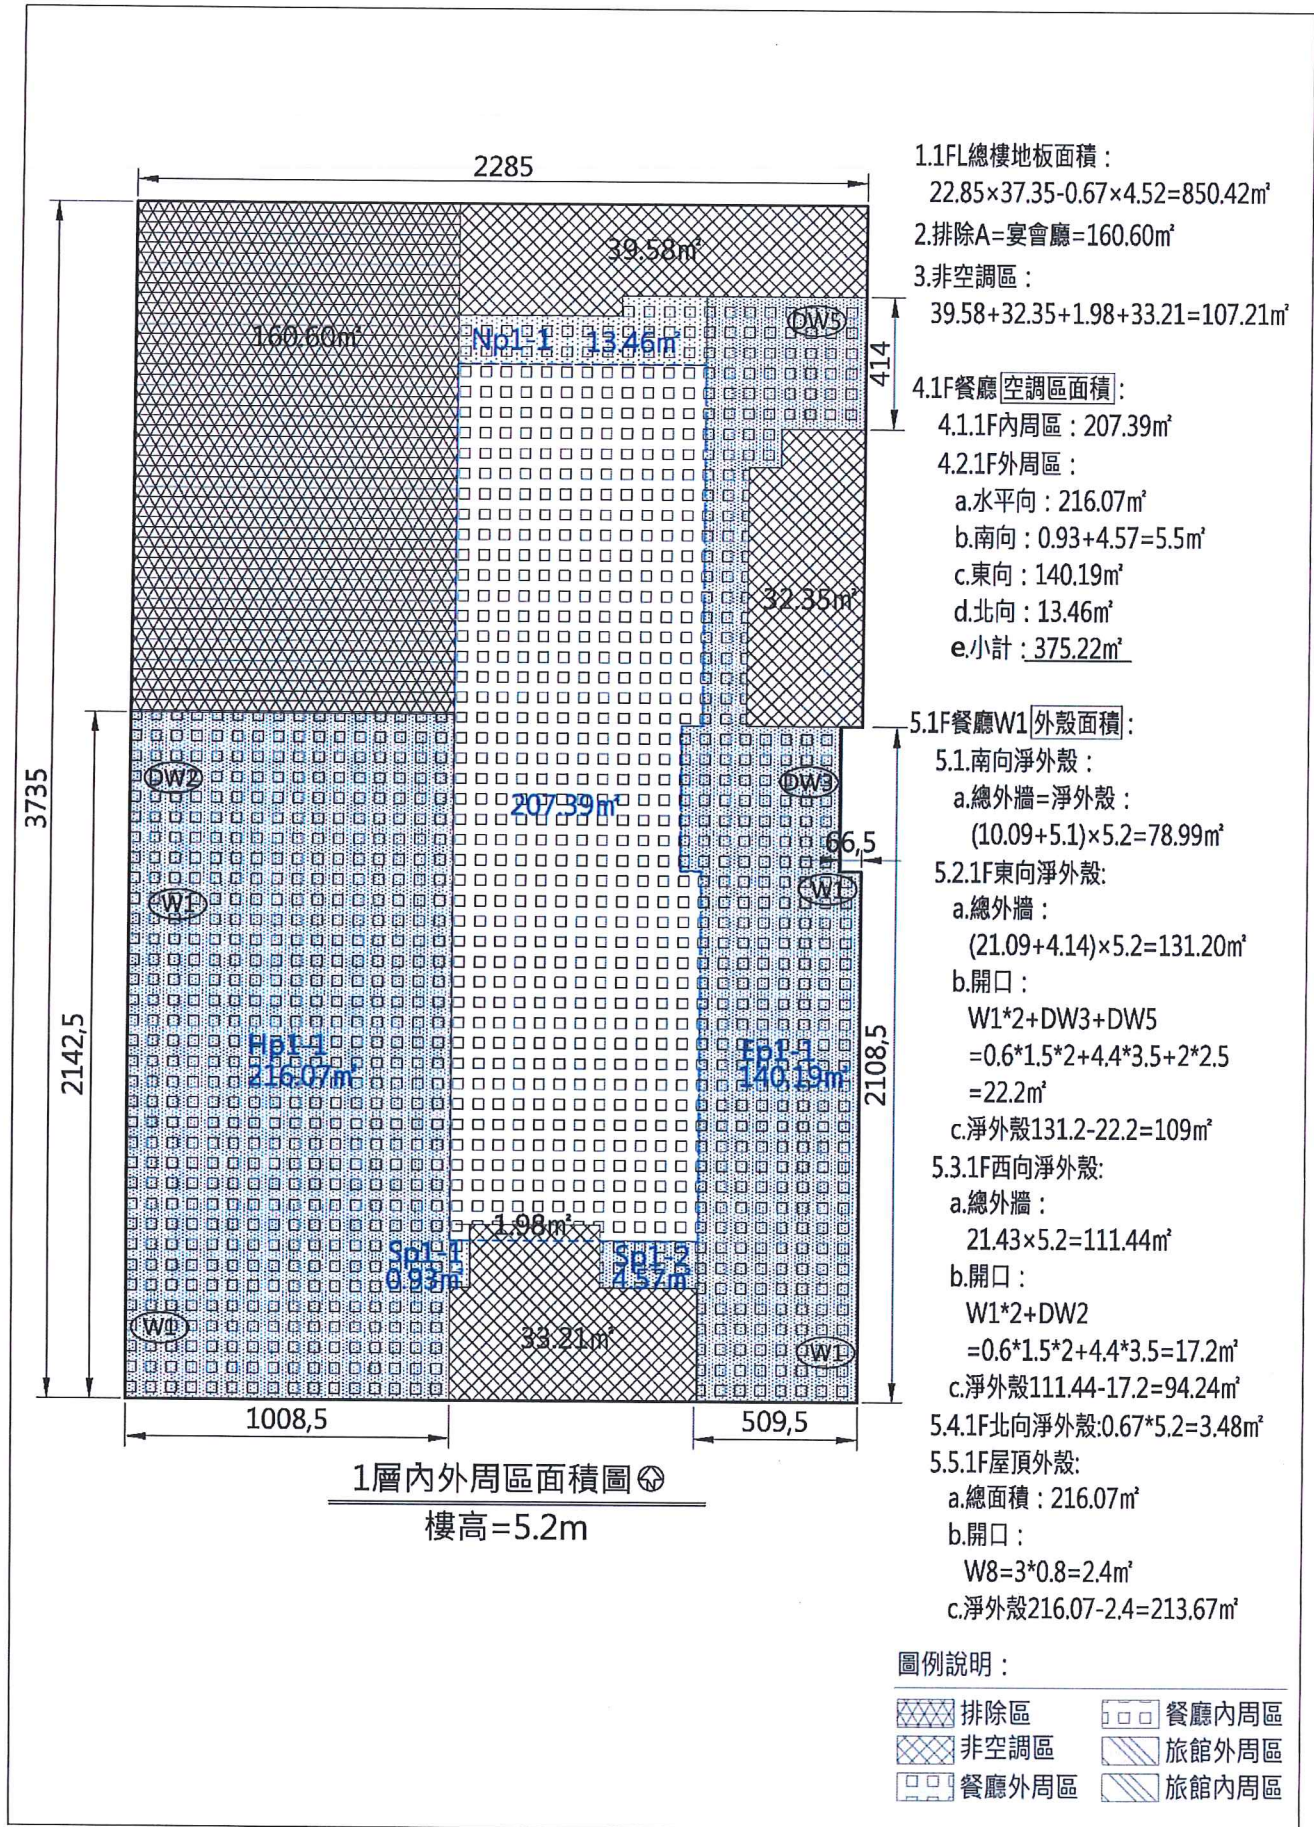 2285
39.58㎡
160.60㎡
Np1-1 13.46㎡
DW5
414
32.35㎡
3735
DW2
DW3
207.39㎡
66,5
W1
W1
2142,5
Hp1-1
216.07㎡
Ep1-1
140.19㎡
2108,5
1.98㎡
Sp1-1
0.93㎡
Sp1-2
4.57㎡
33.21㎡
W1
W1
1008,5
509,5
1層內外周區面積圖 N
樓高=5.2m
1.1FL總樓地板面積：
22.85×37.35-0.67×4.52=850.42㎡
2.排除A=宴會廳=160.60㎡
3.非空調區：
39.58+32.35+1.98+33.21=107.21㎡
4.1F餐廳空調區面積：
4.1.1F內周區：207.39㎡
4.2.1F外周區：
a.水平向：216.07㎡
b.南向：0.93+4.57=5.5㎡
c.東向：140.19㎡
d.北向：13.46㎡
e.小計：375.22㎡
5.1F餐廳W1外殼面積：
5.1.南向淨外殼：
a.總外牆=淨外殼：
(10.09+5.1)×5.2=78.99㎡
5.2.1F東向淨外殼:
a.總外牆：
(21.09+4.14)×5.2=131.20㎡
b.開口：
W1*2+DW3+DW5
=0.6*1.5*2+4.4*3.5+2*2.5
=22.2㎡
c.淨外殼131.2-22.2=109㎡
5.3.1F西向淨外殼:
a.總外牆：
21.43×5.2=111.44㎡
b.開口：
W1*2+DW2
=0.6*1.5*2+4.4*3.5=17.2㎡
c.淨外殼111.44-17.2=94.24㎡
5.4.1F北向淨外殼:0.67*5.2=3.48㎡
5.5.1F屋頂外殼:
a.總面積：216.07㎡
b.開口：
W8=3*0.8=2.4㎡
c.淨外殼216.07-2.4=213.67㎡
圖例說明：
排除區
餐廳內周區
非空調區
旅館外周區
餐廳外周區
旅館內周區